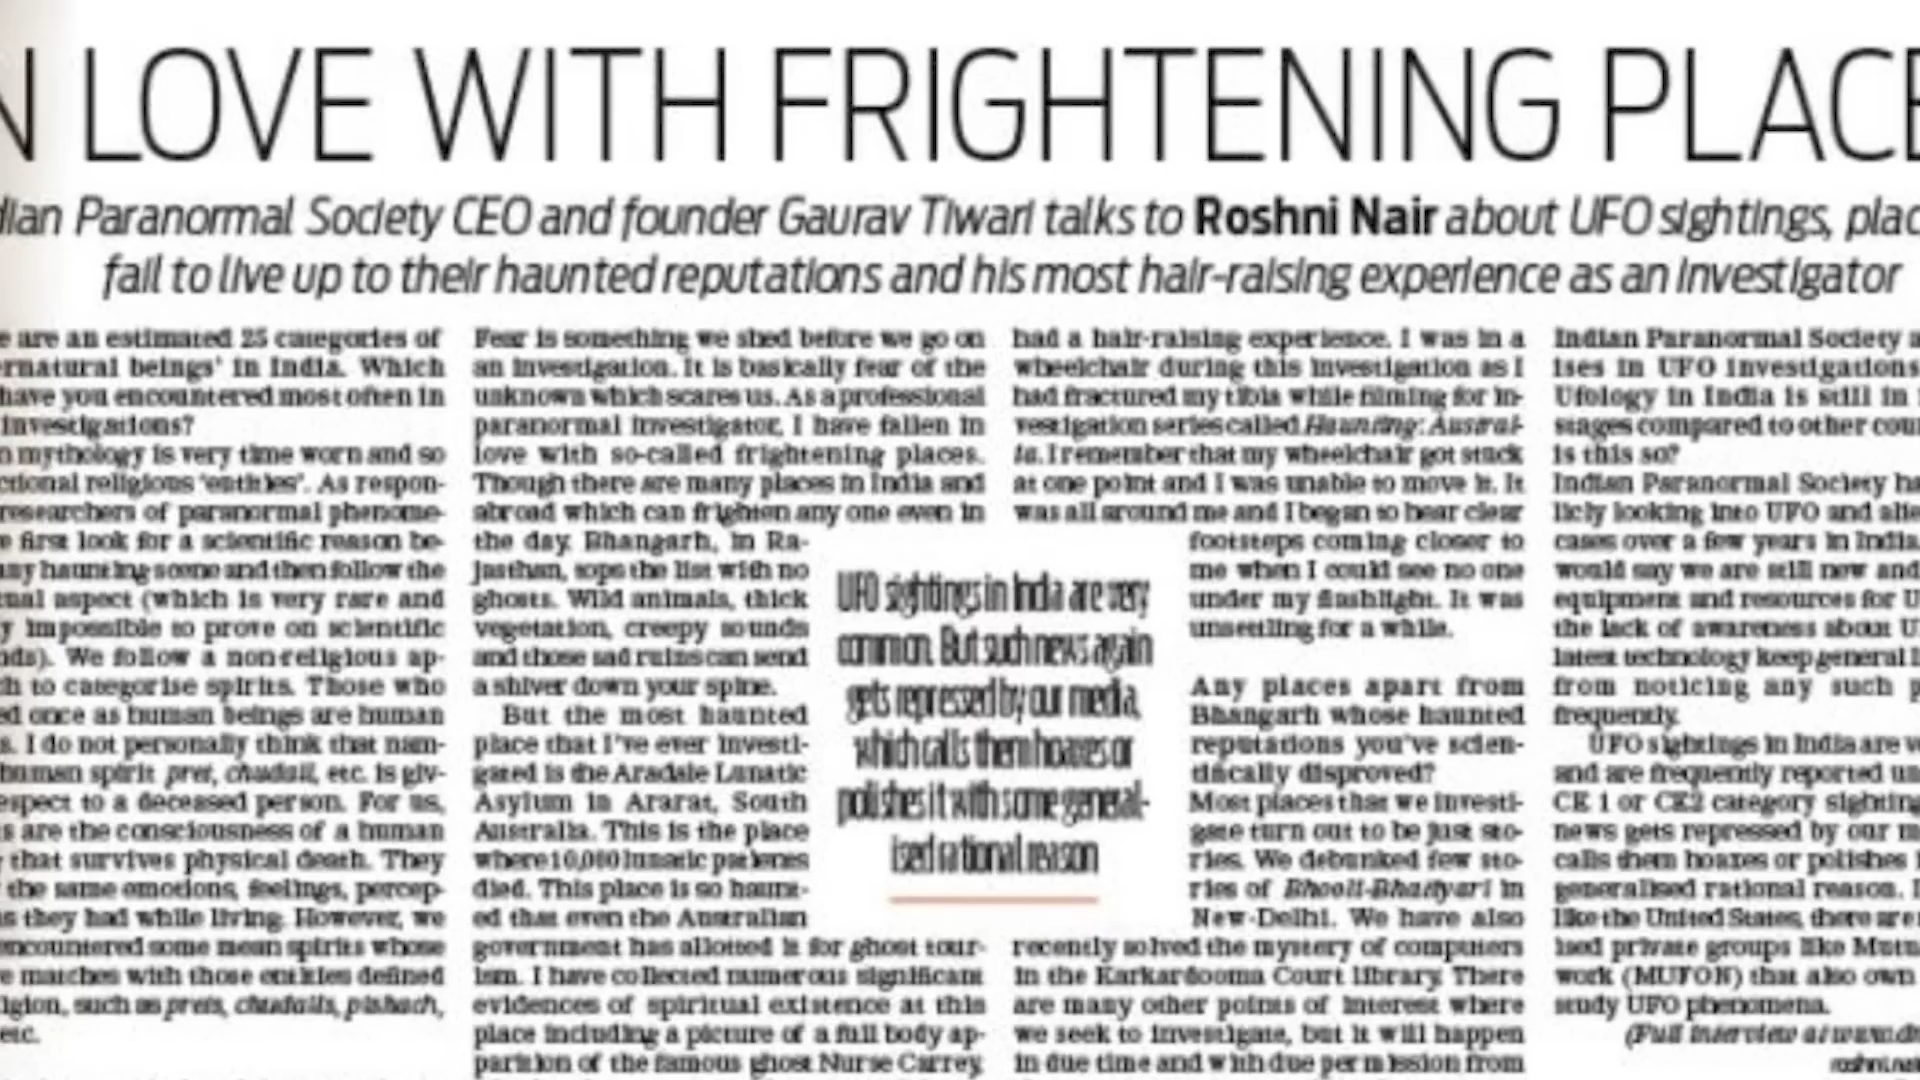 N LOVE WITH FRIGHTENING PLACE
dian Paranormal Society CEO and founder Gaurav Tiwari talks to Roshni Nair about UFO sightings, plac
fail to live up to their haunted reputations and his most hair-raising experience as an investigator
e are an estimated 25 categories of
rnatural beings' in India. Which
have you encountered most often in
investigations?
n mythology is very time worn and so
ctional religious 'entities'. As respon-
researchers of paranormal phenome-
e first look for a scientific reason be-
any haunting scene and then follow the
tual aspect (which is very rare and
y impossible to prove on scientific
nds). We follow a non-religious ap-
ch to categorise spirits. Those who
ed once as human beings are human
s. I do not personally think that nam-
human spirit pret, chudail, etc. is giv-
espect to a deceased person. For us,
s are the consciousness of a human
that survives physical death. They
the same emotions, feelings, percep-
s they had while living. However, we
encountered some mean spirits whose
e matches with those entities defined
ligion, such as prets, chudails, pishach,
etc.
Fear is something we shed before we go on
an investigation. It is basically fear of the
unknown which scares us. As a professional
paranormal investigator, I have fallen in
love with so-called frightening places.
Though there are many places in India and
abroad which can frighten any one even in
the day. Bhangarh, in Ra-
jasthan, tops the list with no
ghosts. Wild animals, thick
vegetation, creepy sounds
and those sad ruins can send
a shiver down your spine.
But the most haunted
place that I've ever investi-
gated is the Aradale Lunatic
Asylum in Ararat, South
Australia. This is the place
where 10,000 lunatic patients
died. This place is so haunt-
ed that even the Australian
government has allotted it for ghost tour-
ism. I have collected numerous significant
evidences of spiritual existence at this
place including a picture of a full body ap-
parition of the famous ghost Nurse Carrey,
UFO sightings in India are very
common. But such news again
gets repressed by our media,
which calls them hoaxes or
polishes it with some general-
ised rational reason
had a hair-raising experience. I was in a
wheelchair during this investigation as I
had fractured my tibia while filming for in-
vestigation series called Haunting: Austral-
ia. I remember that my wheelchair got stuck
at one point and I was unable to move it. It
was all around me and I began to hear clear
footsteps coming closer to
me when I could see no one
under my flashlight. It was
unsettling for a while.
Any places apart from
Bhangarh whose haunted
reputations you've scien-
tifically disproved?
Most places that we investi-
gate turn out to be just sto-
ries. We debunked few sto-
ries of Bhooli-Bhatiyari in
New-Delhi. We have also
recently solved the mystery of computers
in the Karkardooma Court library. There
are many other points of interest where
we seek to investigate, but it will happen
in due time and with due permission from
Indian Paranormal Society a
ises in UFO investigations
Ufology in India is still in
stages compared to other cou
is this so?
Indian Paranormal Society ha
licly looking into UFO and alie
cases over a few years in India.
would say we are still new and
equipment and resources for U
the lack of awareness about U
latest technology keep general
from noticing any such p
frequently.
UFO sightings in India are v
and are frequently reported un
CE 1 or CE2 category sighting
news gets repressed by our m
calls them hoaxes or polishes
generalised rational reason. I
like the United States, there are
ised private groups like Mutu
work (MUFON) that also own
study UFO phenomena.
(Full interview at www.dn
roshni.nai